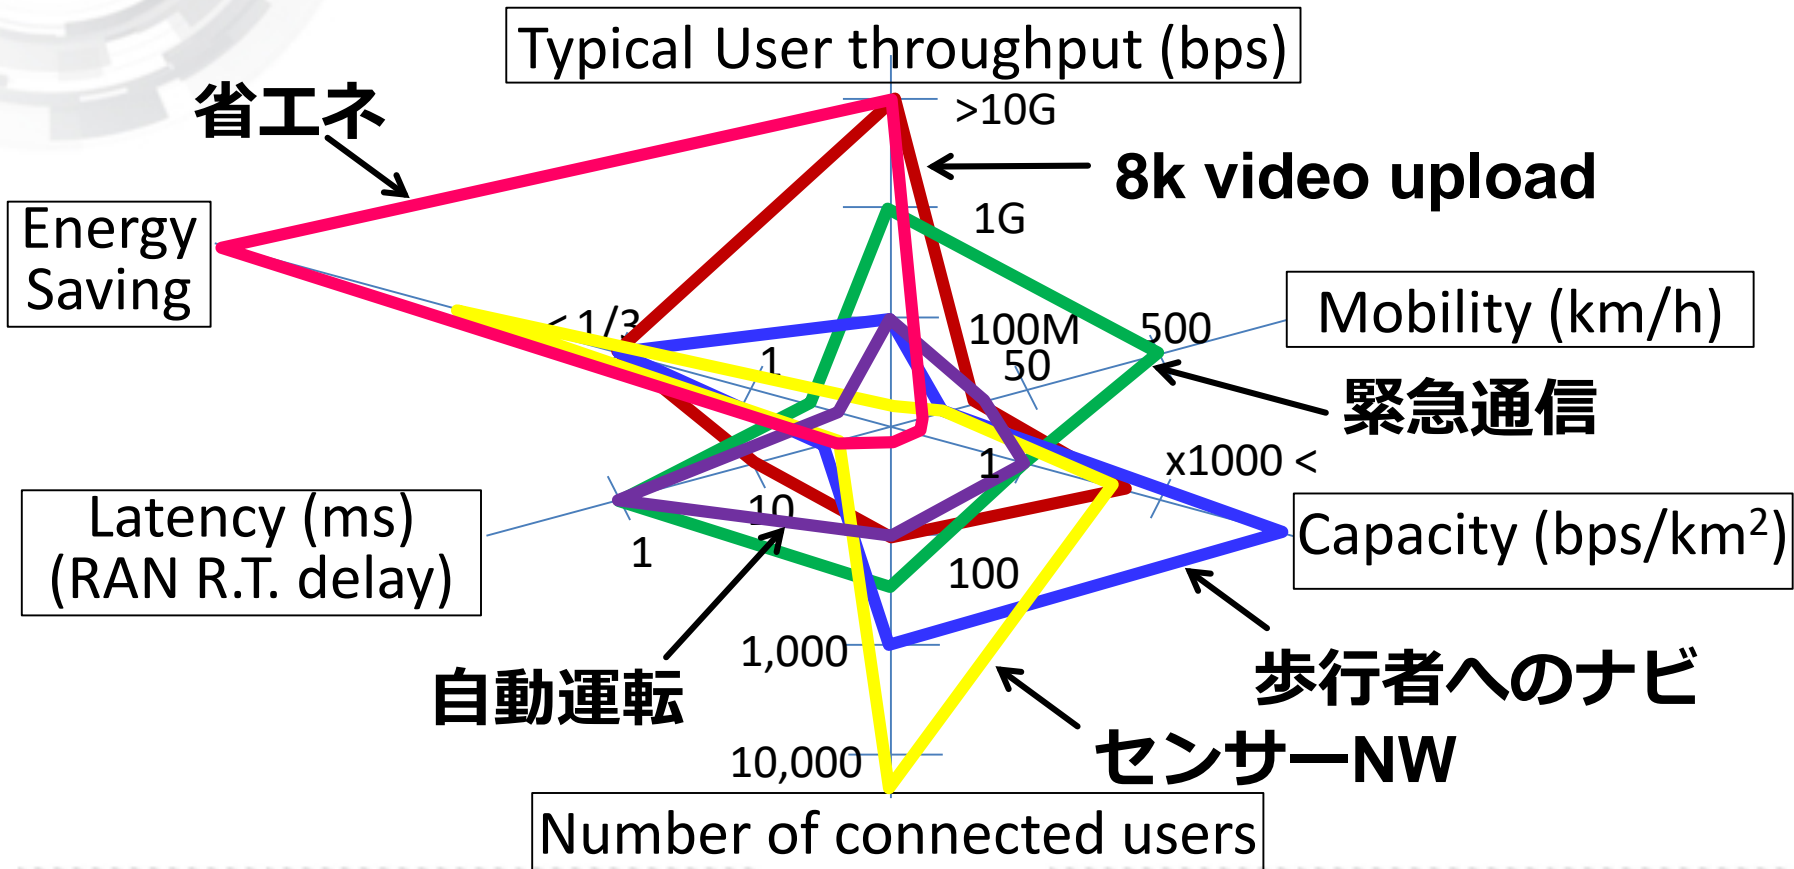 Typical User throughput (bps)
省エネ
>10G
8k video upload
Energy
Saving
1G
Mobility (km/h)
< 1/3
100M
500
1
50
緊急通信
1
x1000 <
Latency (ms)
(RAN R.T. delay)
10
1
Capacity (bps/km²)
100
1,000
歩行者へのナビ
自動運転
センサーNW
10,000
Number of connected users